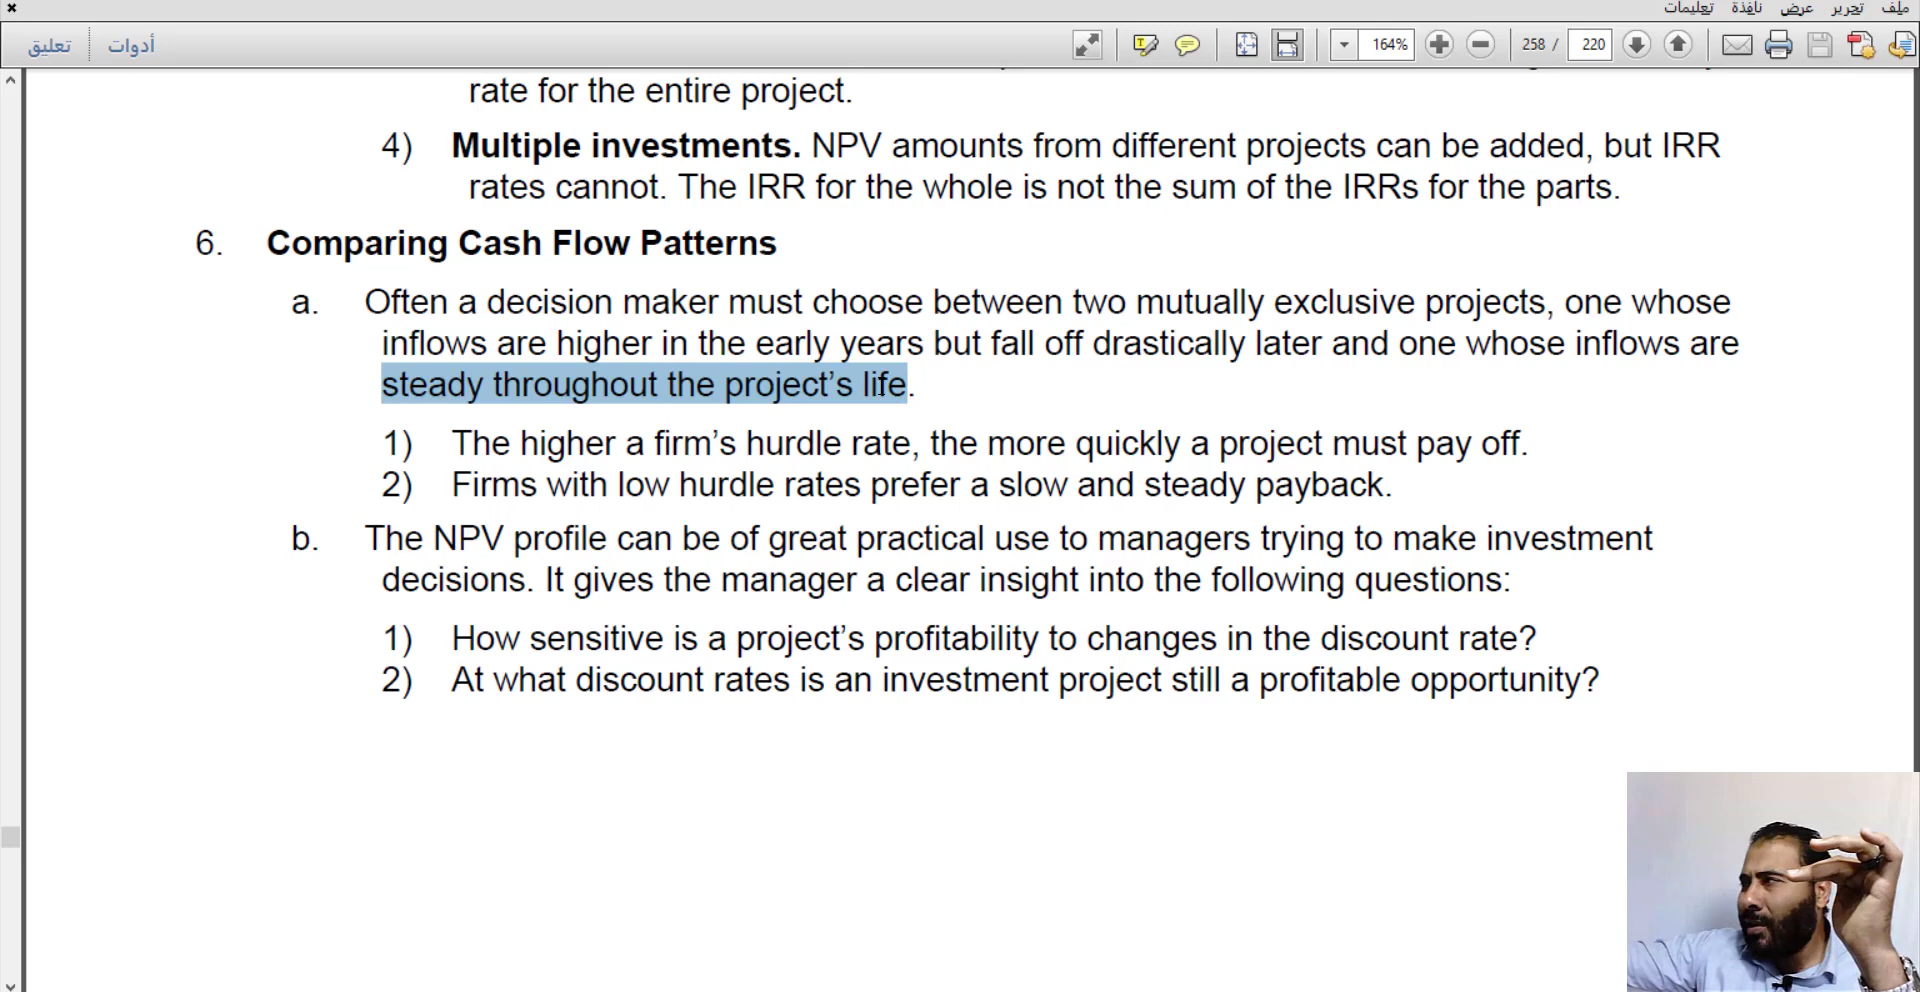 ملف تحرير عرض نافذة تعليمات
تعليق أدوات 164% 258 / 220
rate for the entire project.
4) Multiple investments. NPV amounts from different projects can be added, but IRR
rates cannot. The IRR for the whole is not the sum of the IRRs for the parts.
6. Comparing Cash Flow Patterns
a. Often a decision maker must choose between two mutually exclusive projects, one whose
inflows are higher in the early years but fall off drastically later and one whose inflows are
steady throughout the project’s life.
1) The higher a firm’s hurdle rate, the more quickly a project must pay off.
2) Firms with low hurdle rates prefer a slow and steady payback.
b. The NPV profile can be of great practical use to managers trying to make investment
decisions. It gives the manager a clear insight into the following questions:
1) How sensitive is a project’s profitability to changes in the discount rate?
2) At what discount rates is an investment project still a profitable opportunity?